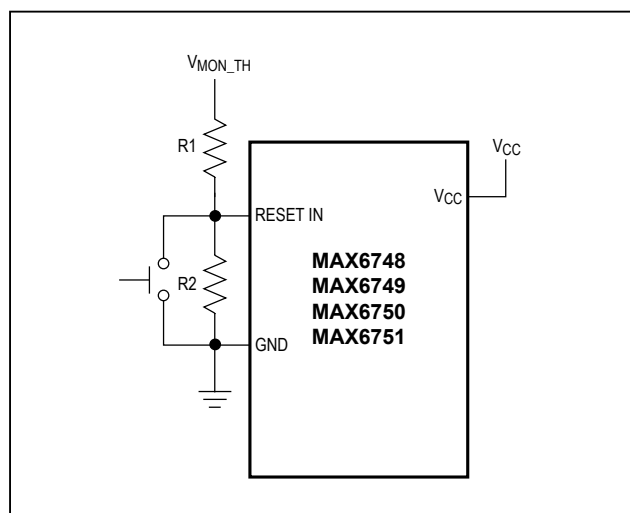 VMON_TH
R1
VCC
VCC
RESET IN
MAX6748
MAX6749
R2
MAX6750
MAX6751
GND